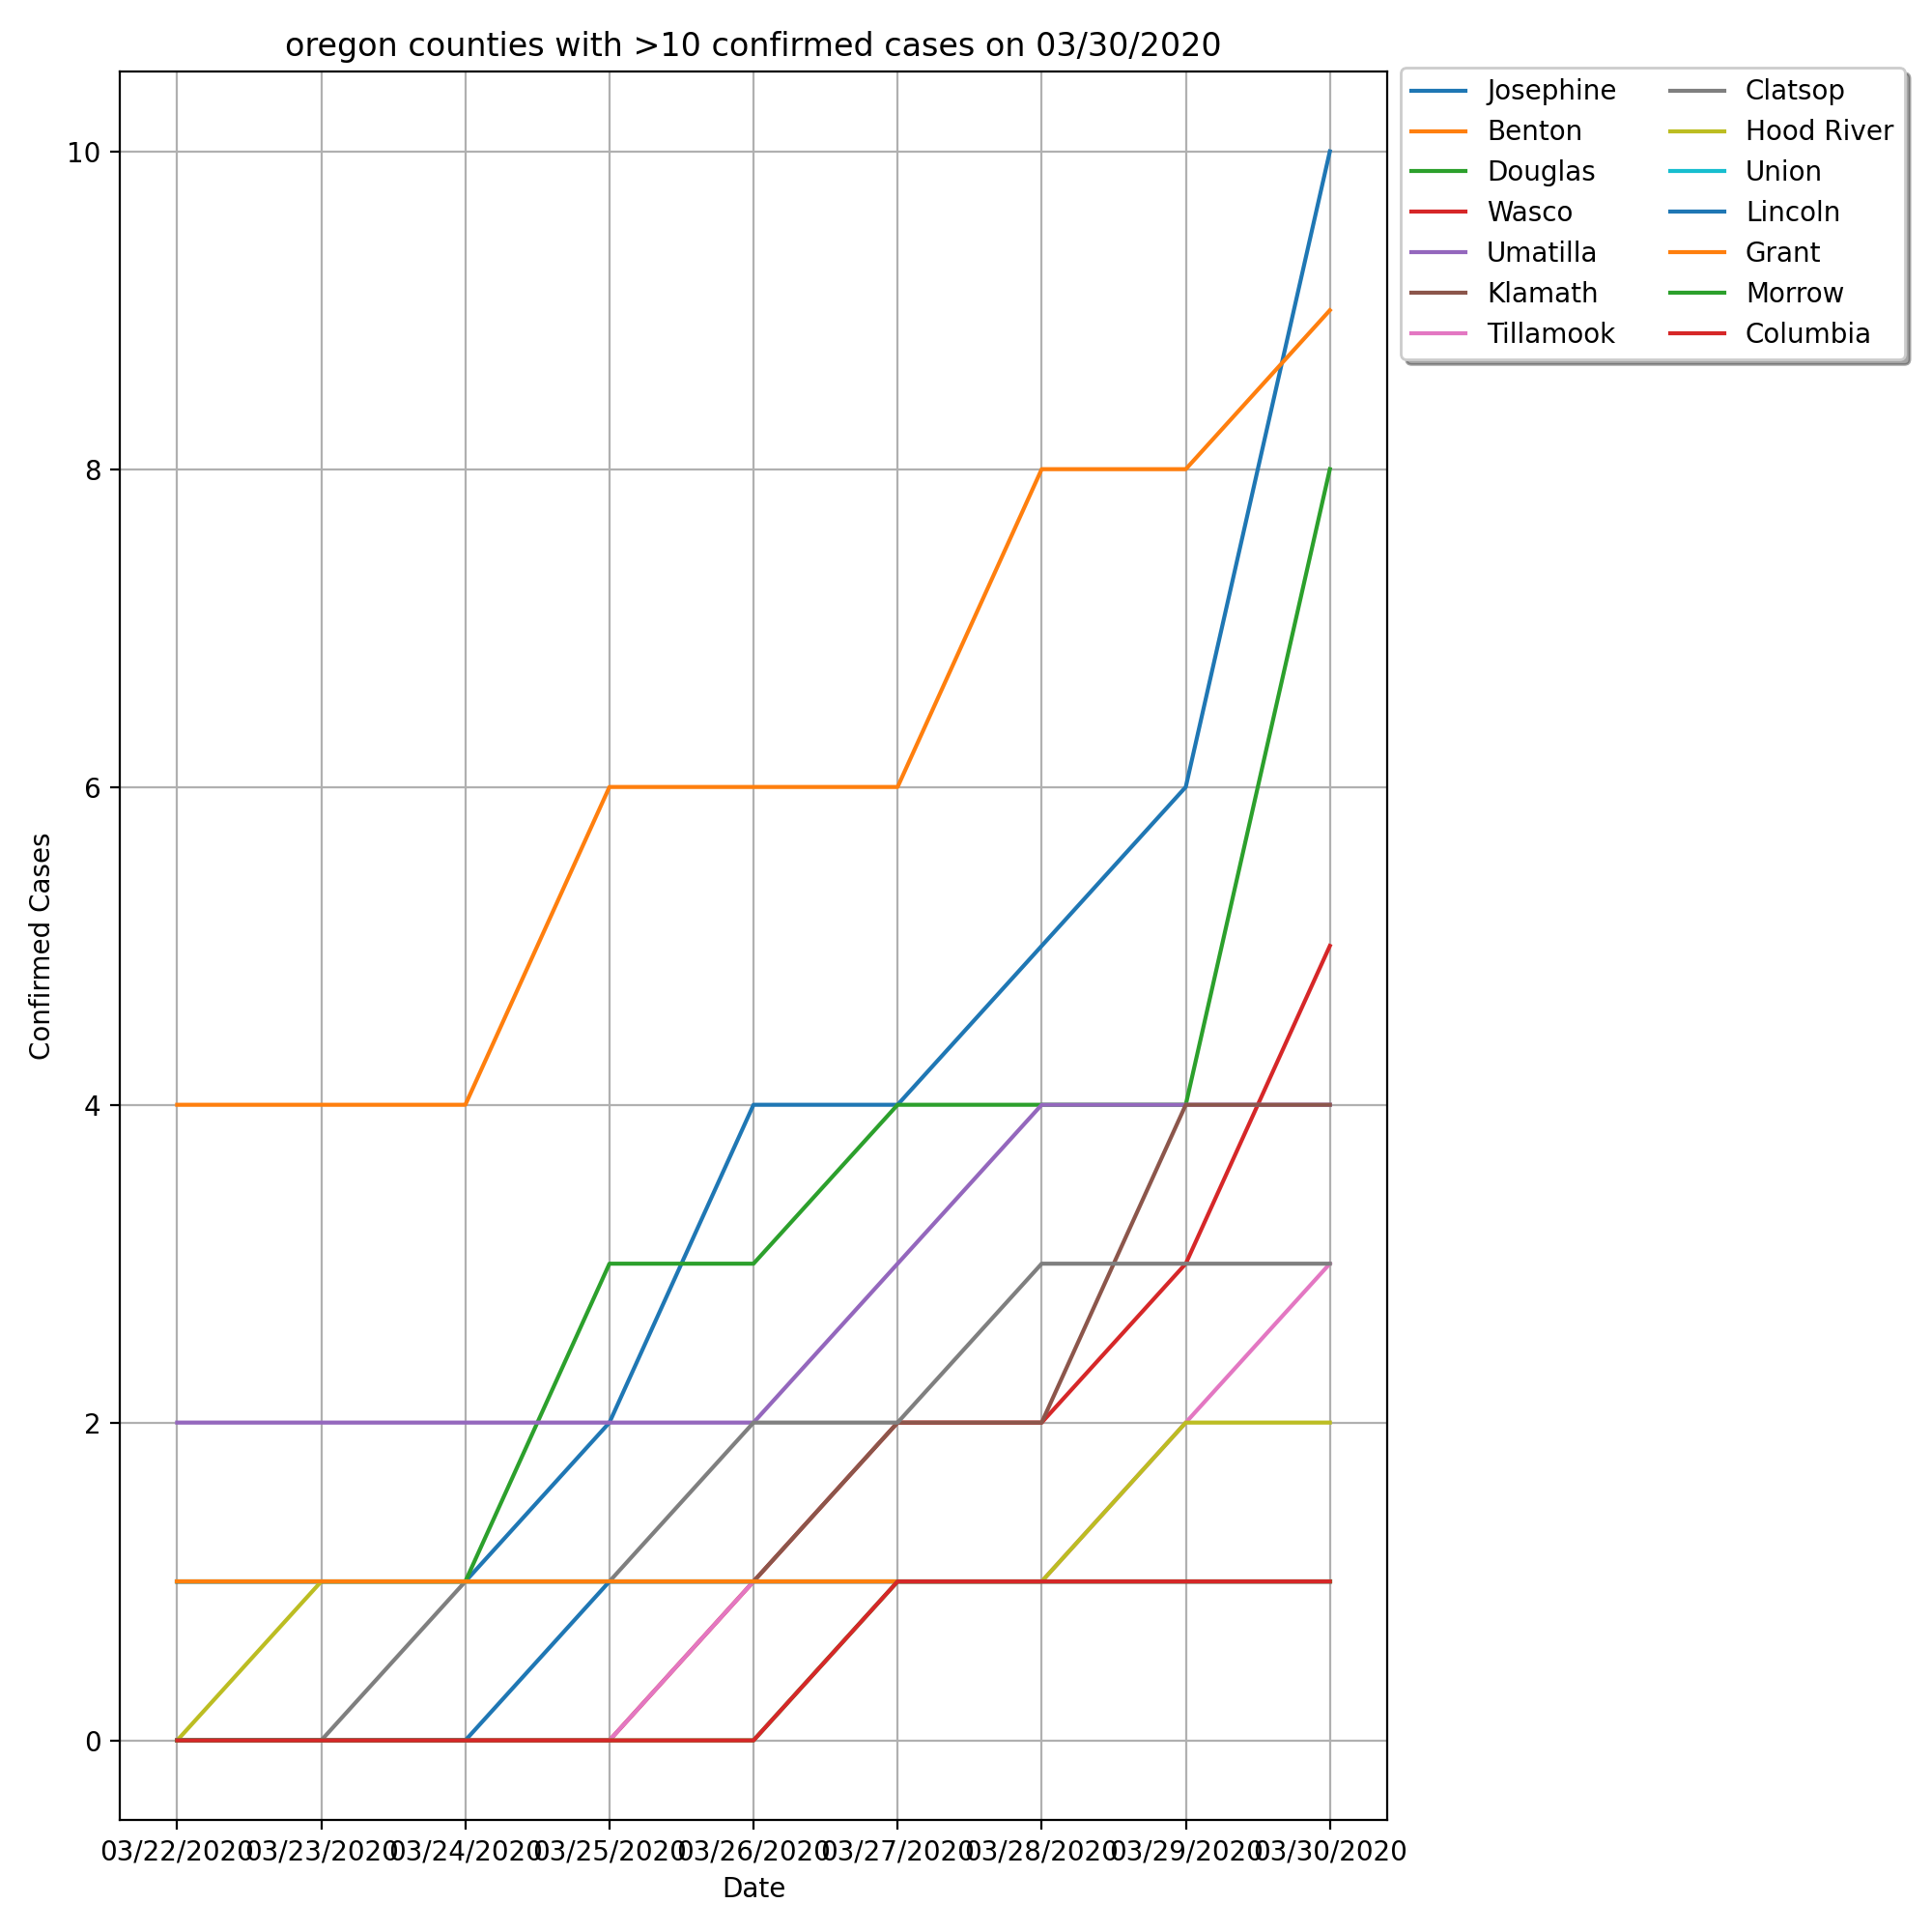 oregon counties with >10 confirmed cases on 03/30/2020
Josephine
Benton
Douglas
Wasco
Umatilla
Klamath
Tillamook
Clatsop
Hood River
Union
Lincoln
Grant
Morrow
Columbia
10
8
6
4
2
0
Confirmed Cases
03/22/2020 03/23/2020 03/24/2020 03/25/2020 03/26/2020 03/27/2020 03/28/2020 03/29/2020 03/30/2020
Date